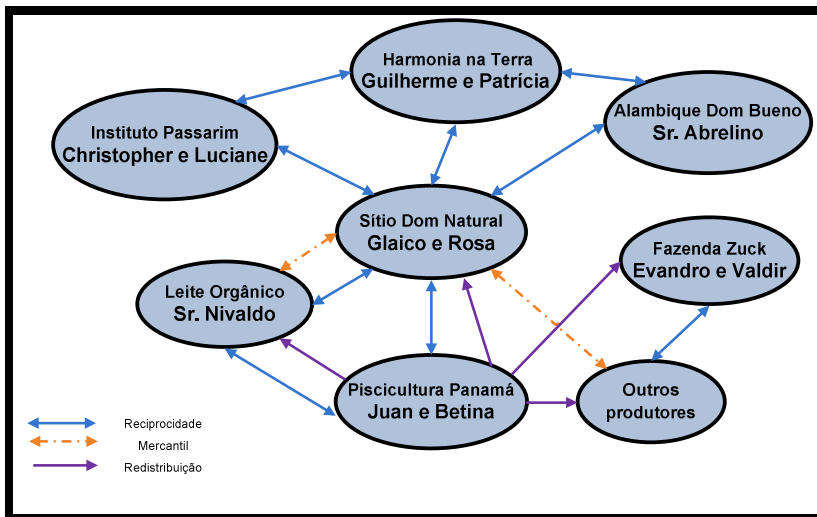 Harmonia na Terra
Guilherme e Patrícia
Alambique Dom Bueno
Sr. Abrelino
Instituto Passarim
Christopher e Luciane
Sítio Dom Natural
Glaico e Rosa
Fazenda Zuck
Evandro e Valdir
Leite Orgânico
Sr. Nivaldo
Piscicultura Panamá
Juan e Betina
Outros
produtores
Reciprocidade
Mercantil
Redistribuição